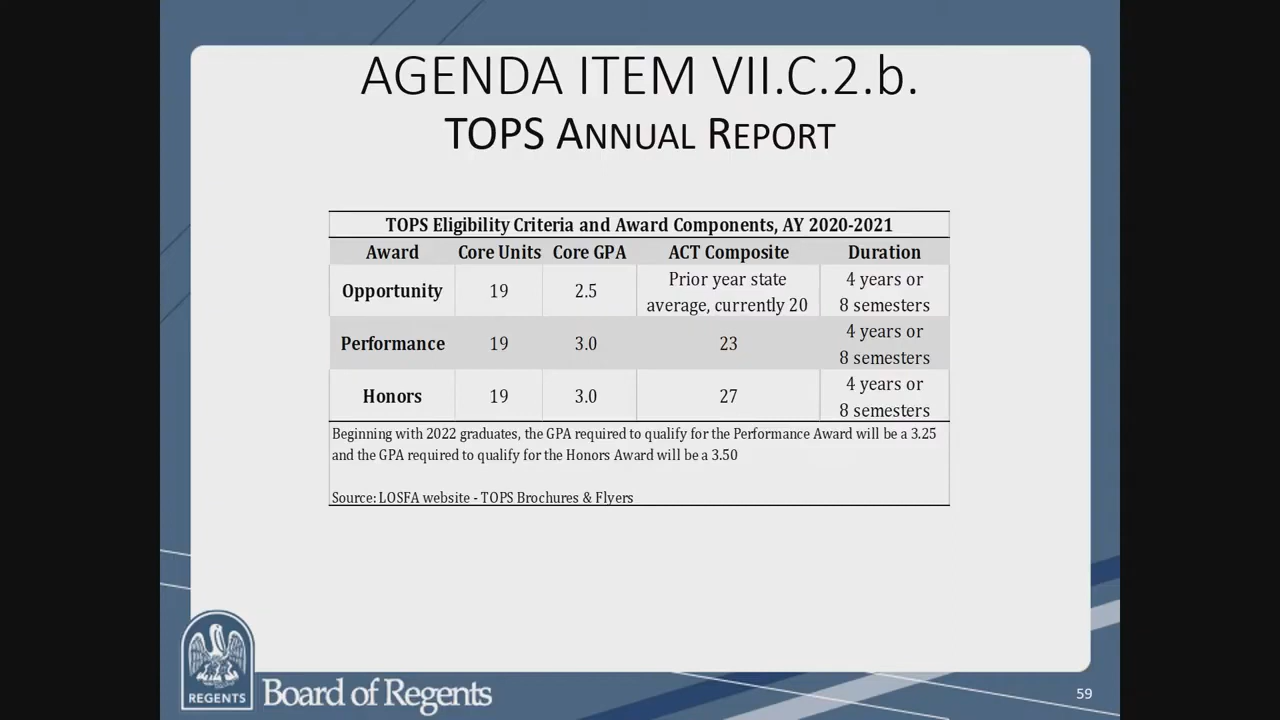 AGENDA ITEM VII.C.2.b.
TOPS ANNUAL REPORT
TOPS Eligibility Criteria and Award Components, AY 2020-2021
Award Core Units Core GPA ACT Composite Duration
Opportunity 19 2.5 Prior year state average, currently 20 4 years or 8 semesters
Performance 19 3.0 23 4 years or 8 semesters
Honors 19 3.0 27 4 years or 8 semesters
Beginning with 2022 graduates, the GPA required to qualify for the Performance Award will be a 3.25
and the GPA required to qualify for the Honors Award will be a 3.50
Source: LOSFA website - TOPS Brochures & Flyers
REGENTS
Board of Regents
59